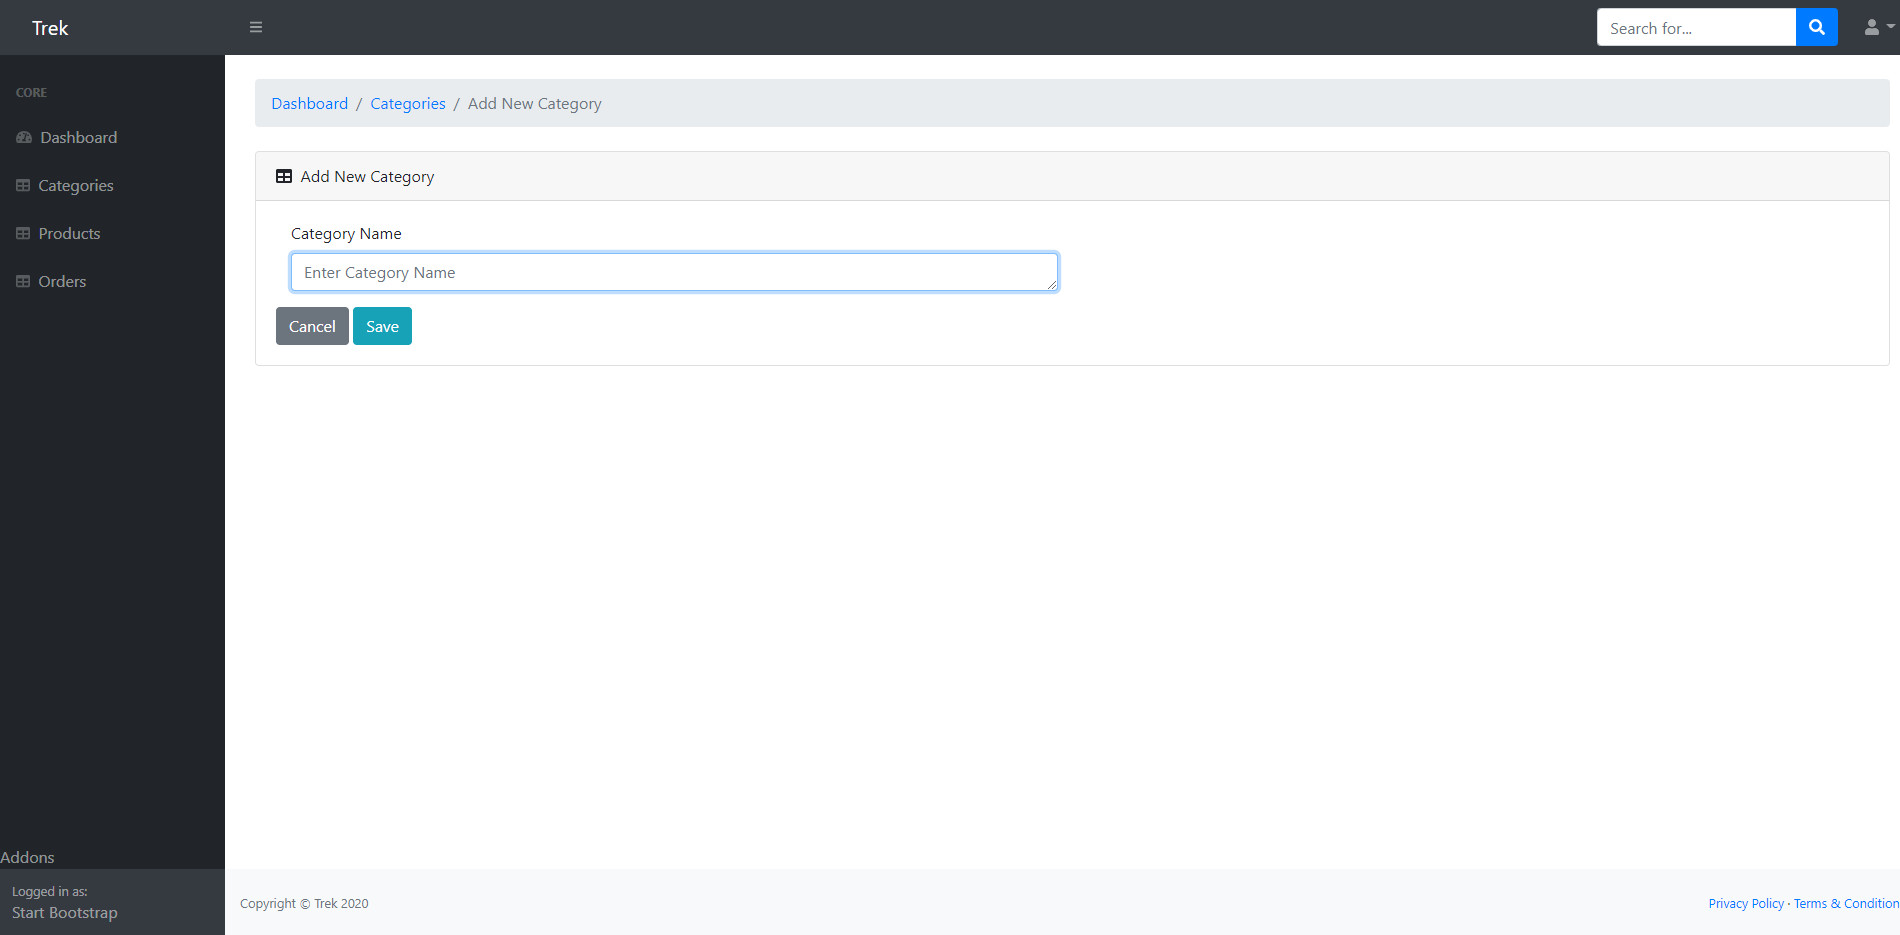 Trek
Search for...
CORE
Dashboard
Categories
Products
Orders
Addons
Logged in as:
Start Bootstrap
Dashboard / Categories / Add New Category
Add New Category
Category Name
Enter Category Name
Cancel Save
Copyright © Trek 2020
Privacy Policy · Terms & Condition